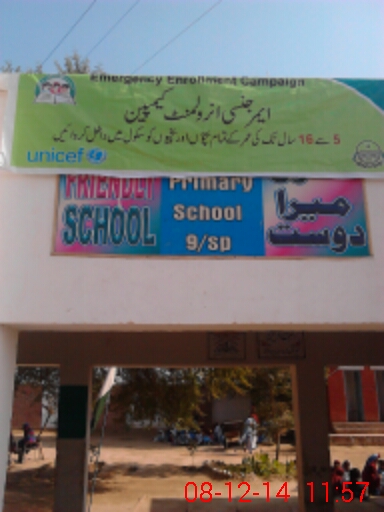 Emergency Enrollment Campaign
ایمرجنسی انرولمنٹ کیمپین
5 سے 16 سال تک کی عمر کے تمام بچوں اور بچیوں کو سکول میں داخل کروائیں
unicef
FRIENDLY
SCHOOL
Primary
School
9/sp
میرا
دوست
08-12-14 11:57